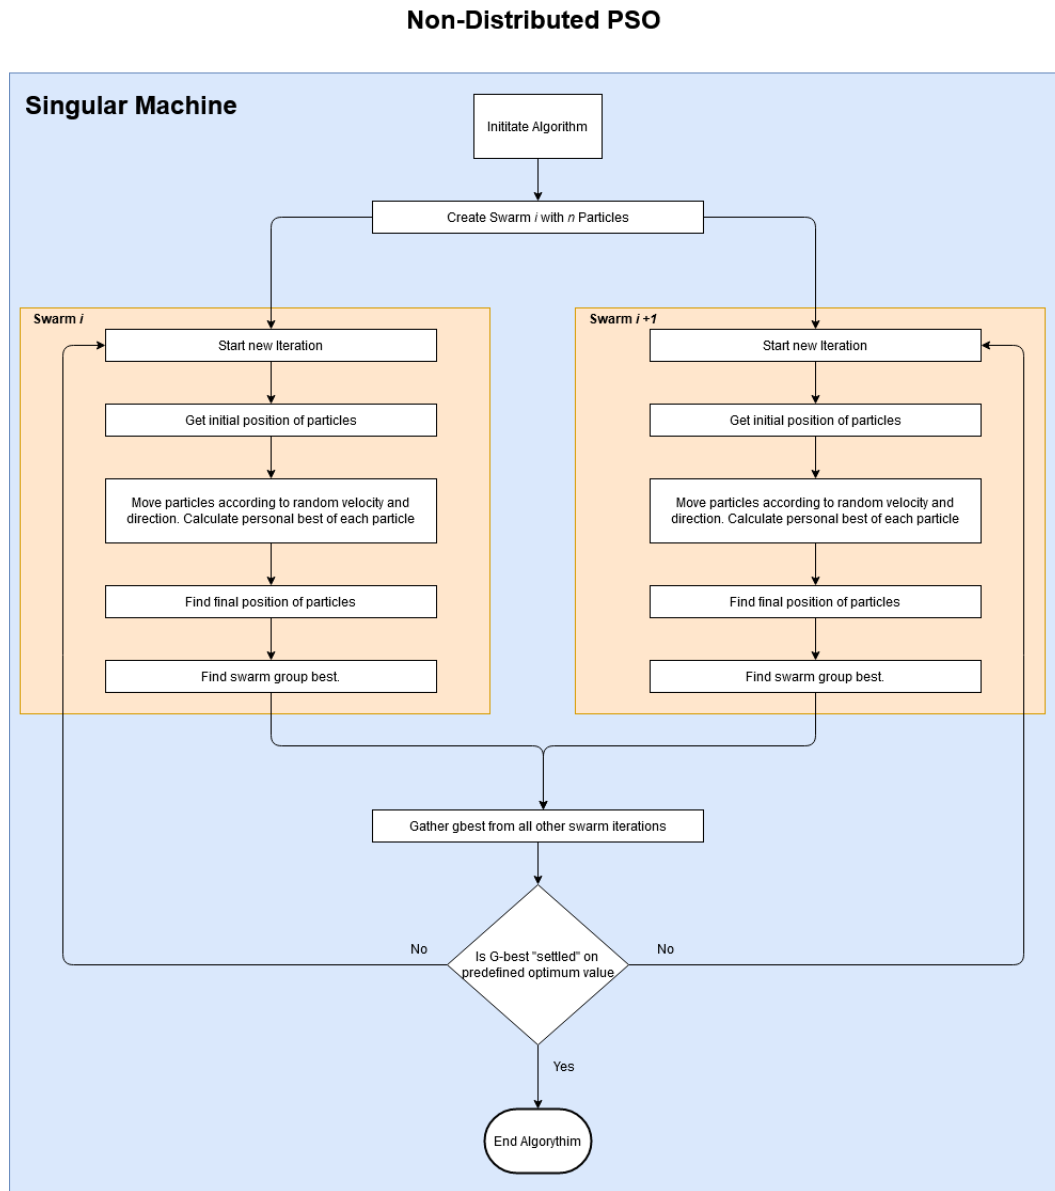 Non-Distributed PSO
Singular Machine
Inititate Algorithm
Create Swarm i with n Particles
Swarm i
Start new Iteration
Get initial position of particles
Move particles according to random velocity and
direction. Calculate personal best of each particle
Find final position of particles
Find swarm group best.
Swarm i +1
Start new Iteration
Get initial position of particles
Move particles according to random velocity and
direction. Calculate personal best of each particle
Find final position of particles
Find swarm group best.
Gather gbest from all other swarm iterations
No
Is G-best "settled" on
predefined optimum value
No
Yes
End Algorythim